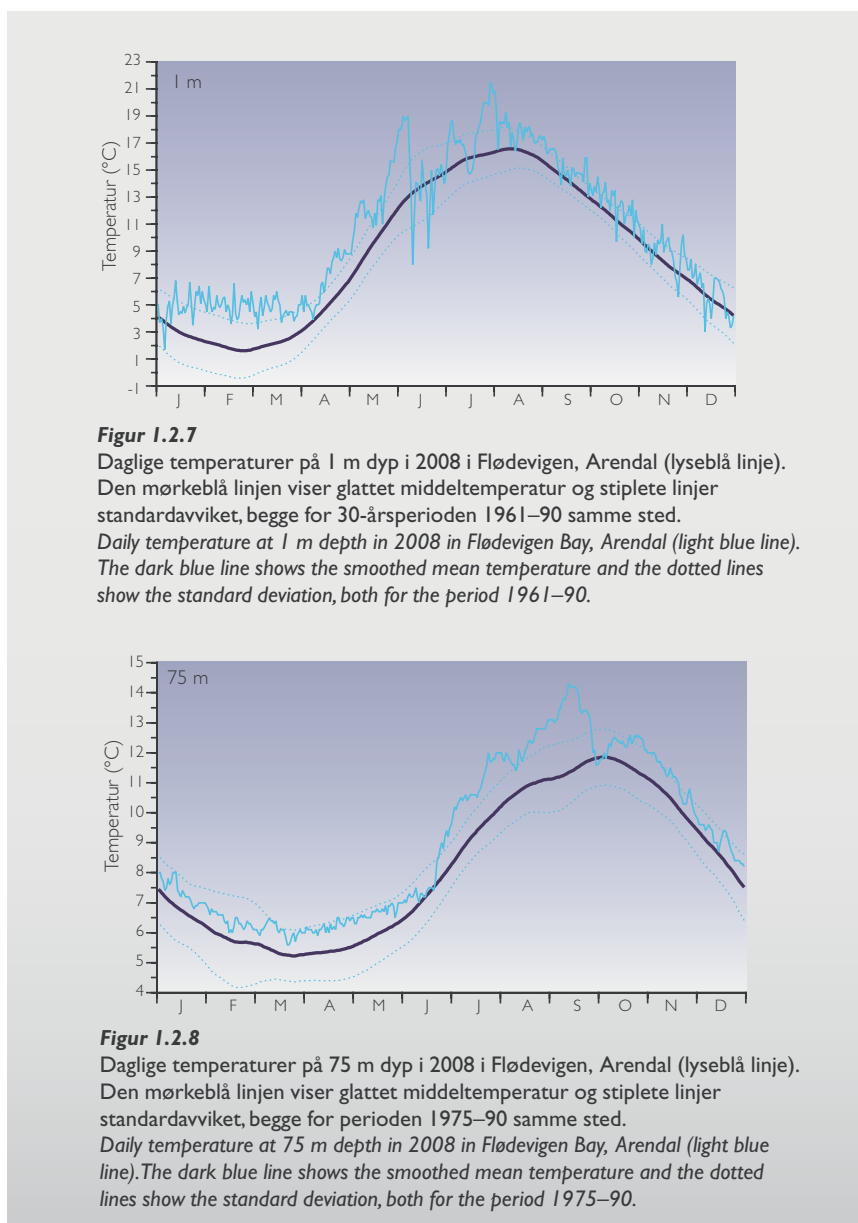 1 m
Temperatur (°C)
23
21
19
17
15
13
11
9
7
5
3
1
-1
J F M A M J J A S O N D
Figur 1.2.7
Daglige temperaturer på 1 m dyp i 2008 i Flødevigen, Arendal (lyseblå linje).
Den mørkeblå linjen viser glattet middeltemperatur og stiplete linjer
standardavviket, begge for 30-årsperioden 1961–90 samme sted.
Daily temperature at 1 m depth in 2008 in Flødevigen Bay, Arendal (light blue line).
The dark blue line shows the smoothed mean temperature and the dotted lines
show the standard deviation, both for the period 1961–90.
75 m
Temperatur (°C)
15
14
13
12
11
10
9
8
7
6
5
4
J F M A M J J A S O N D
Figur 1.2.8
Daglige temperaturer på 75 m dyp i 2008 i Flødevigen, Arendal (lyseblå linje).
Den mørkeblå linjen viser glattet middeltemperatur og stiplete linjer
standardavviket, begge for perioden 1975–90 samme sted.
Daily temperature at 75 m depth in 2008 in Flødevigen Bay, Arendal (light blue
line). The dark blue line shows the smoothed mean temperature and the dotted
lines show the standard deviation, both for the period 1975–90.